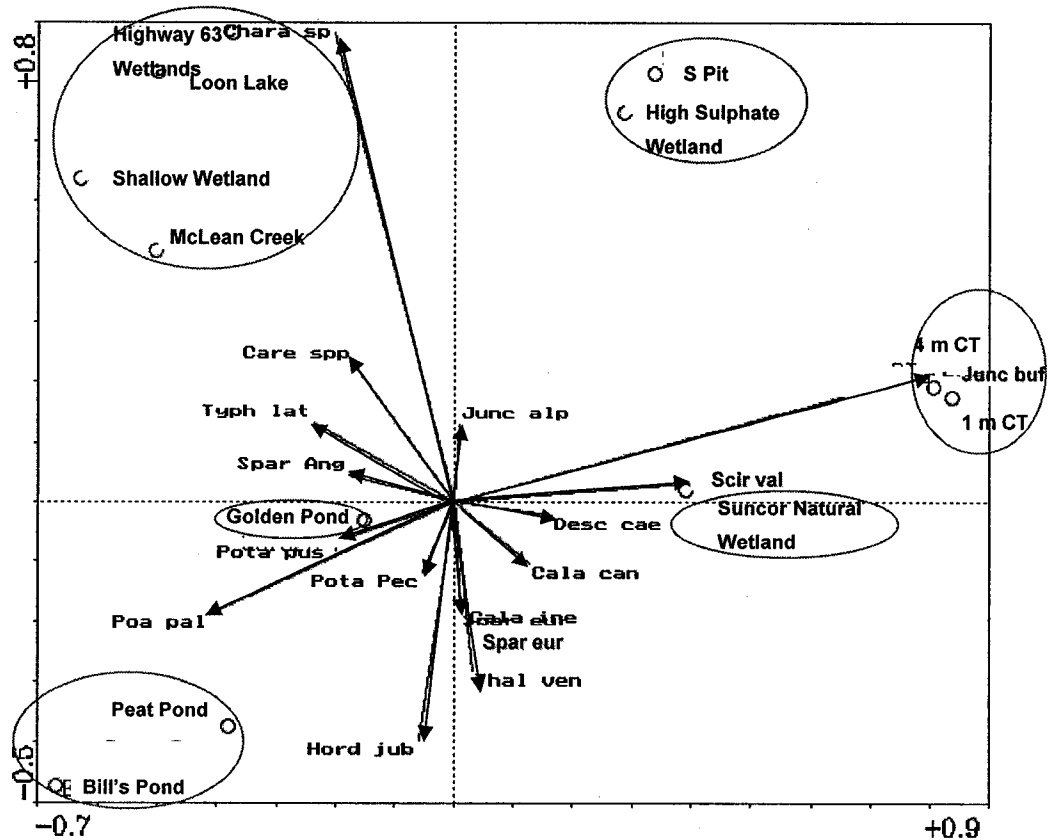 +0.8
Highway 63
Chara sp
Wetlands
Loon Lake
S Pit
High Sulphate
Wetland
Shallow Wetland
McLean Creek
4 m CT
Junc buf
1 m CT
Care spp
Typh lat
Junc alp
Spar Ang
Scir val
Suncor Natural
Wetland
Golden Pond
Desc cae
Pota pus
Pota Pec
Cala can
Poa pal
Cala ine
Spar eur
hal ven
Peat Pond
Hord jub
Bill's Pond
-0.5
-0.7
+0.9